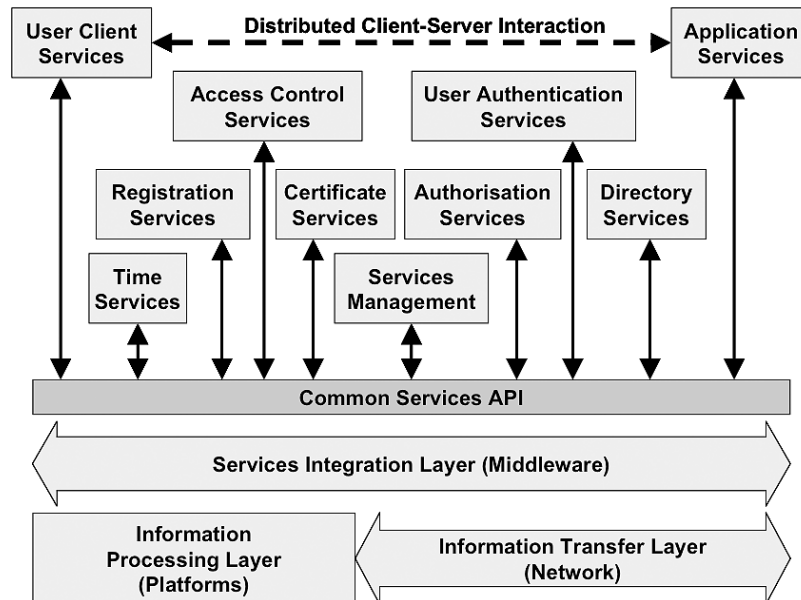 Distributed Client-Server Interaction
User Client
Services
Application
Services
Access Control
Services
User Authentication
Services
Registration
Services
Certificate
Services
Authorisation
Services
Directory
Services
Time
Services
Services
Management
Common Services API
Services Integration Layer (Middleware)
Information
Processing Layer
(Platforms)
Information Transfer Layer
(Network)